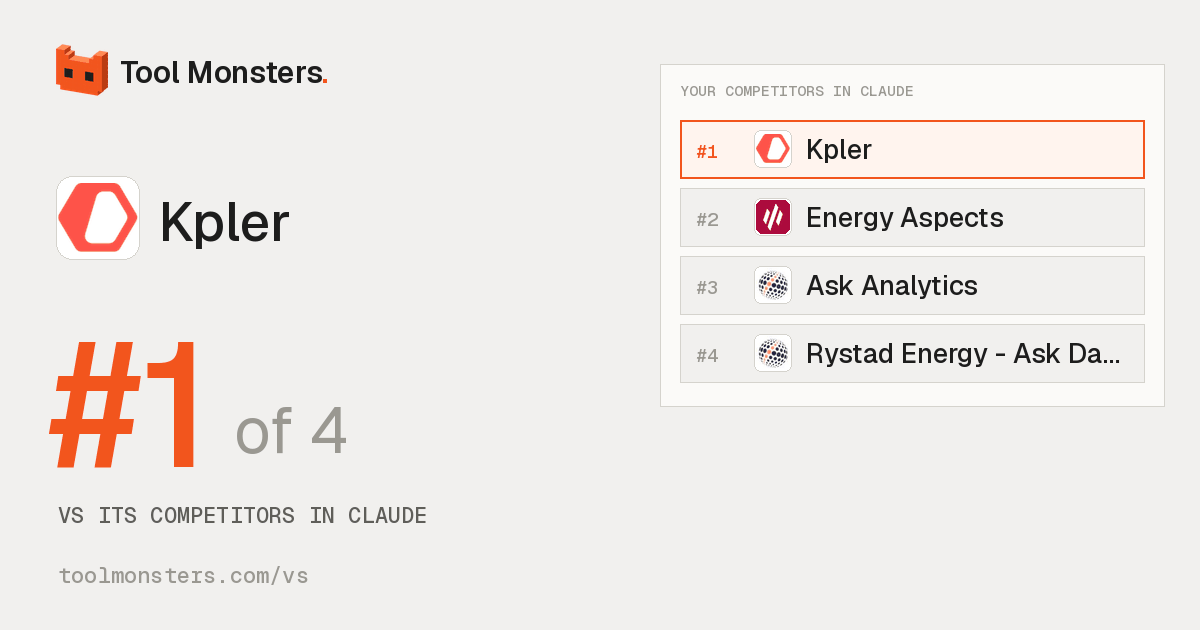 Tool Monsters.
Kpler
#1 of 4
VS ITS COMPETITORS IN CLAUDE
toolmonsters.com/vs
YOUR COMPETITORS IN CLAUDE
#1 Kpler
#2 Energy Aspects
#3 Ask Analytics
#4 Rystad Energy - Ask Da...